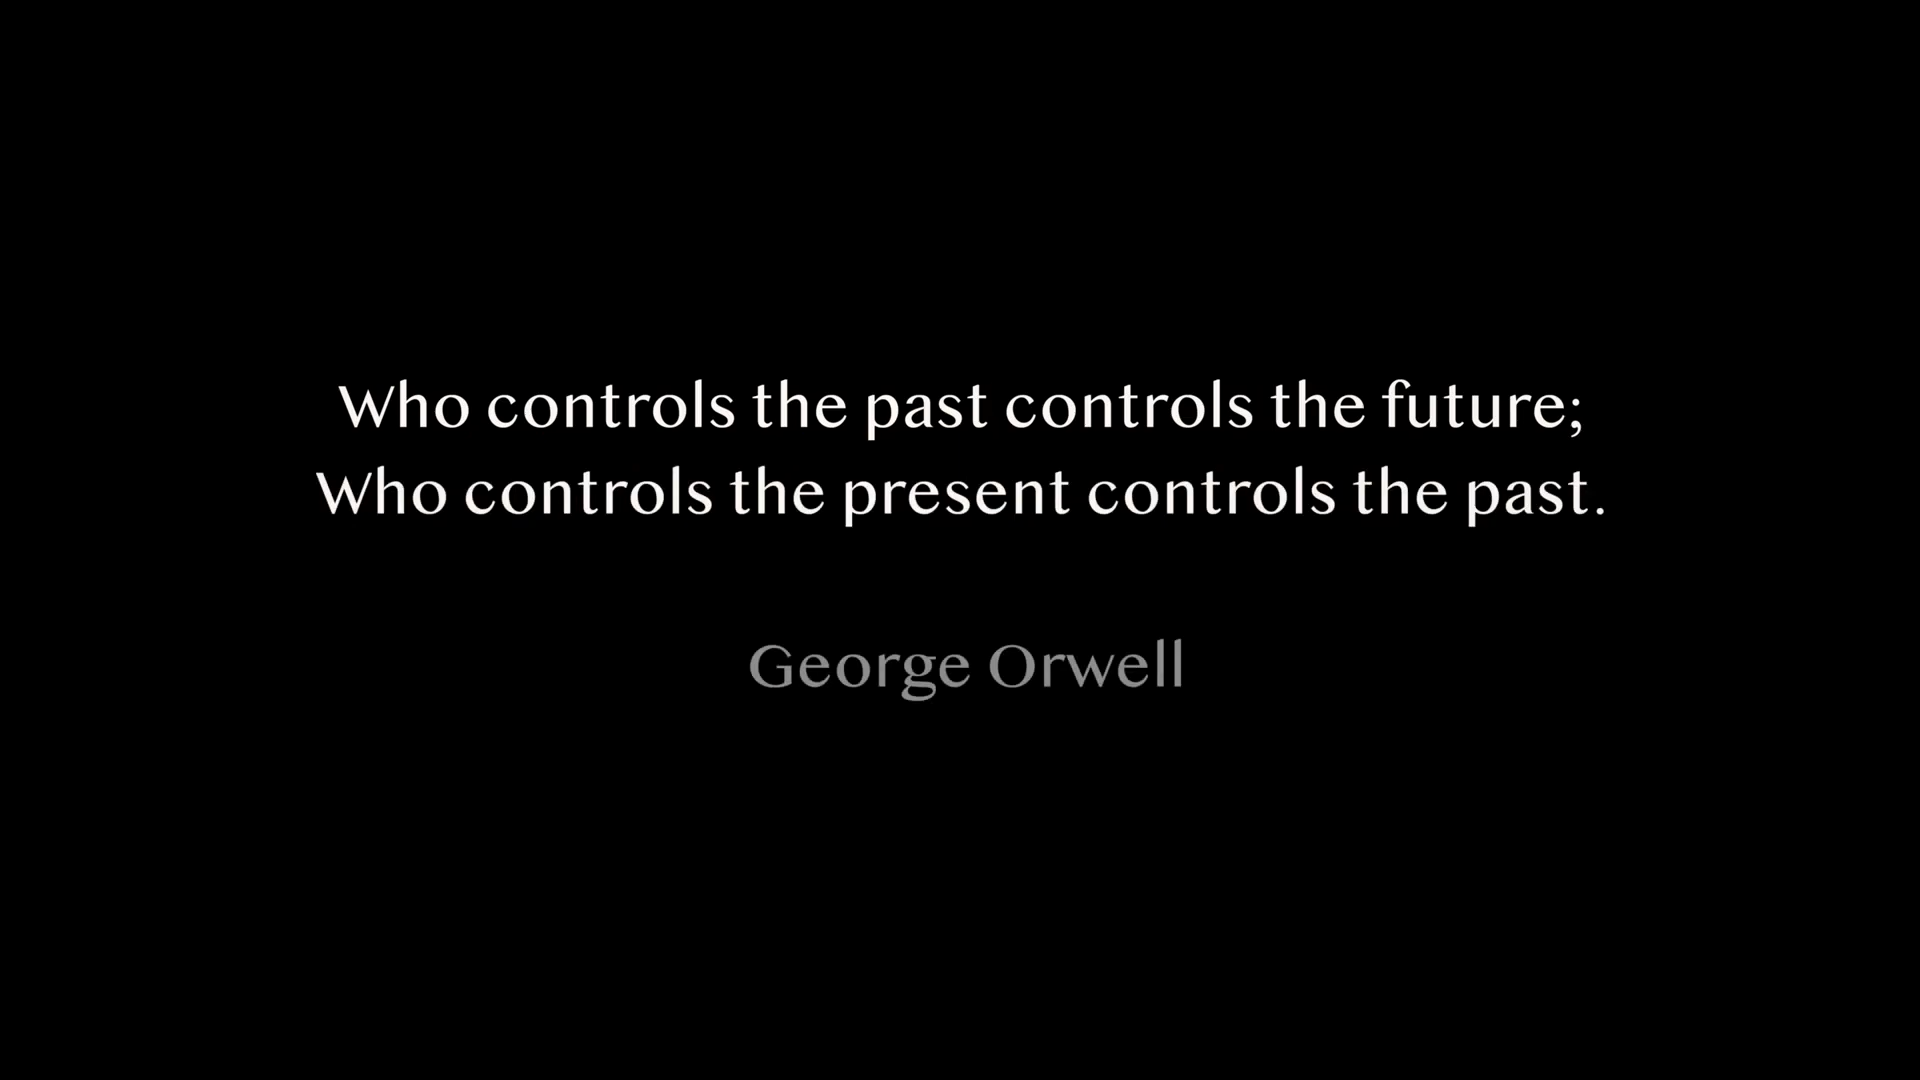 Who controls the past controls the future;
Who controls the present controls the past.
George Orwell